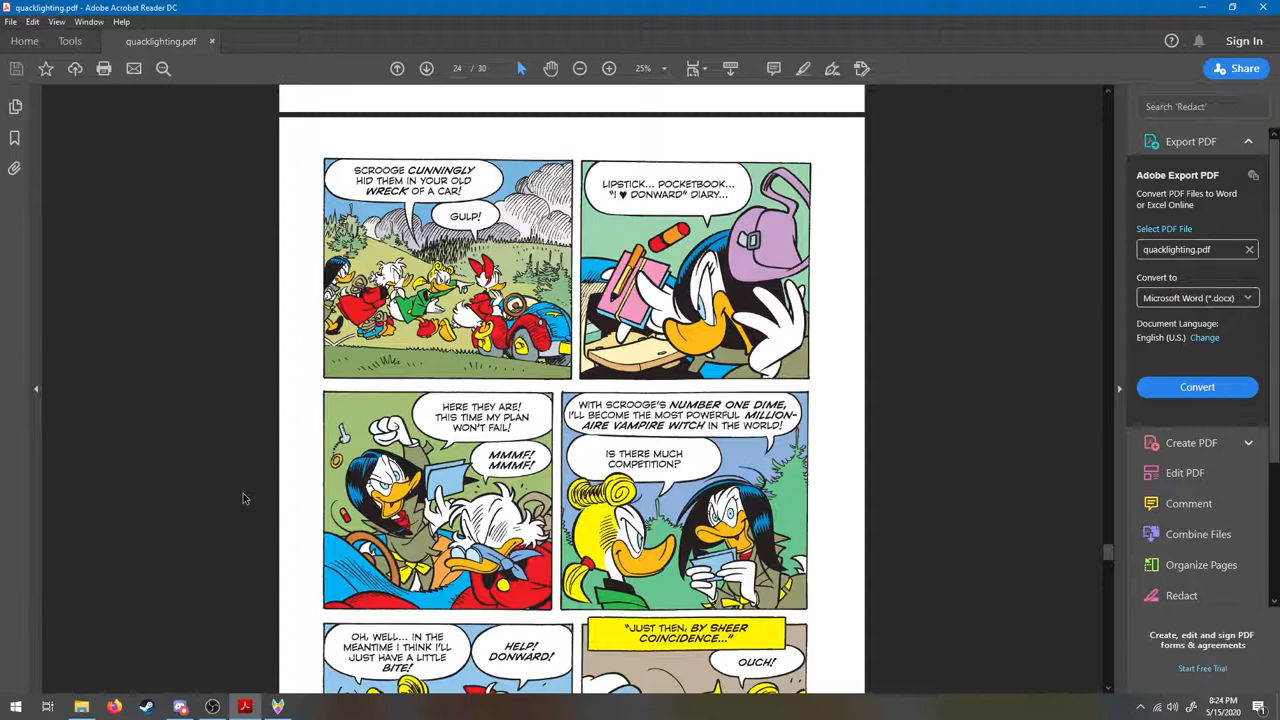 quacklighting.pdf - Adobe Acrobat Reader DC
File Edit View Window Help
Home Tools quacklighting.pdf × Sign In
24 / 30 25% Share
SCROOGE CUNNINGLY
HID THEM IN YOUR OLD
WRECK OF A CAR!
GULP!
LIPSTICK... POCKETBOOK...
"I ♥ DONWARD" DIARY...
HERE THEY ARE!
THIS TIME MY PLAN
WON'T FAIL!
MMMF!
MMMF!
WITH SCROOGE'S NUMBER ONE DIME,
I'LL BECOME THE MOST POWERFUL MILLION-
AIRE VAMPIRE WITCH IN THE WORLD!
IS THERE MUCH
COMPETITION?
OH, WELL... IN THE
MEANTIME I THINK I'LL
JUST HAVE A LITTLE
BITE!
HELP!
DONWARD!
"JUST THEN, BY SHEER
COINCIDENCE..."
OUCH!
Search 'Redact'
Export PDF
Adobe Export PDF
Convert PDF Files to Word
or Excel Online
Select PDF File
quacklighting.pdf
Convert to
Microsoft Word (*.docx)
Document Language:
English (U.S.) Change
Convert
Create PDF
Edit PDF
Comment
Combine Files
Organize Pages
Redact
Create, edit and sign PDF
forms & agreements
Start Free Trial
8:24 PM
5/15/2020